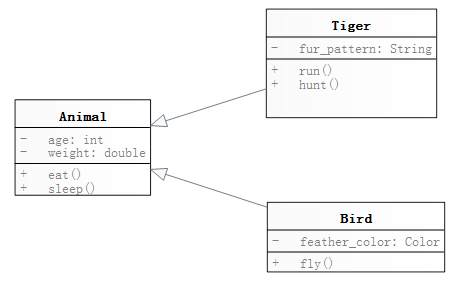 Tiger
- fur_pattern: String
+ run()
+ hunt()
Animal
- age: int
- weight: double
+ eat()
+ sleep()
Bird
- feather_color: Color
+ fly()